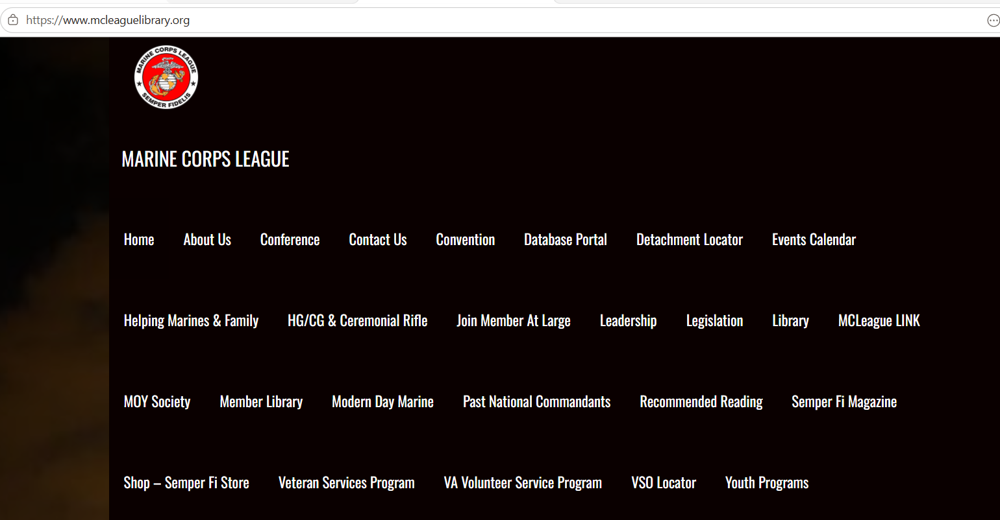 https://www.mcleaguelibrary.org
MARINE CORPS LEAGUE
SEMPER FIDELIS
MARINE CORPS LEAGUE
Home About Us Conference Contact Us Convention Database Portal Detachment Locator Events Calendar
Helping Marines & Family HG/CG & Ceremonial Rifle Join Member At Large Leadership Legislation Library MCLeague LINK
MOY Society Member Library Modern Day Marine Past National Commandants Recommended Reading Semper Fi Magazine
Shop – Semper Fi Store Veteran Services Program VA Volunteer Service Program VSO Locator Youth Programs